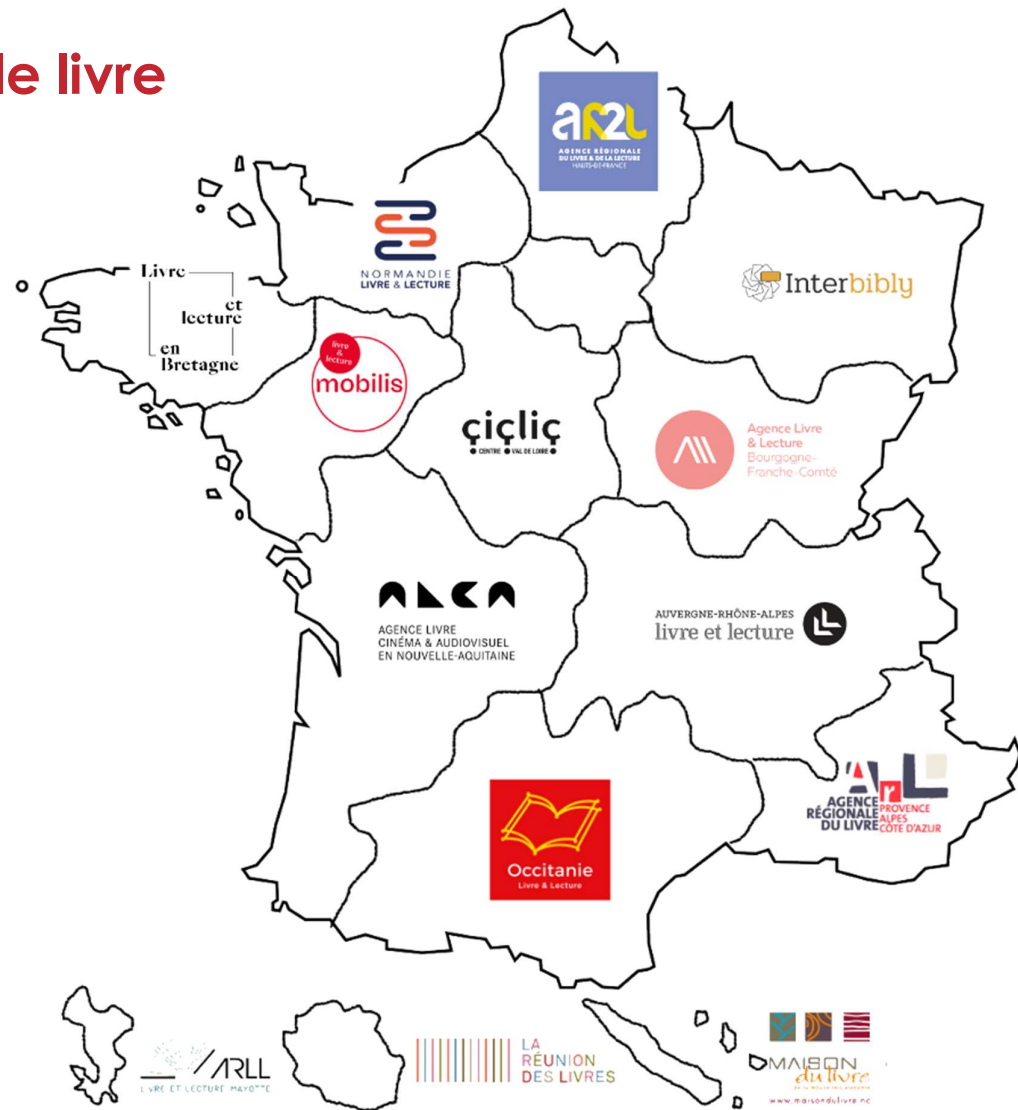 le livre
AR2L
AGENCE RÉGIONALE
DU LIVRE & DE LA LECTURE
HAUTS-DE-FRANCE
NORMANDIE
LIVRE & LECTURE
Interbibly
Livre
et
lecture
en
Bretagne
livre
&
lecture
mobilis
çiçliç
CENTRE VAL DE LOIRE
Agence Livre
& Lecture
Bourgogne-
Franche-Comté
ALCA
AGENCE LIVRE
CINÉMA & AUDIOVISUEL
EN NOUVELLE-AQUITAINE
AUVERGNE-RHÔNE-ALPES
livre et lecture
ArL
AGENCE
RÉGIONALE
DU LIVRE
PROVENCE
ALPES
CÔTE D'AZUR
Occitanie
Livre & Lecture
ARLL
LIVRE ET LECTURE MAYOTTE
LA
RÉUNION
DES LIVRES
MAISON
du livre
www.maisondulivre.nc